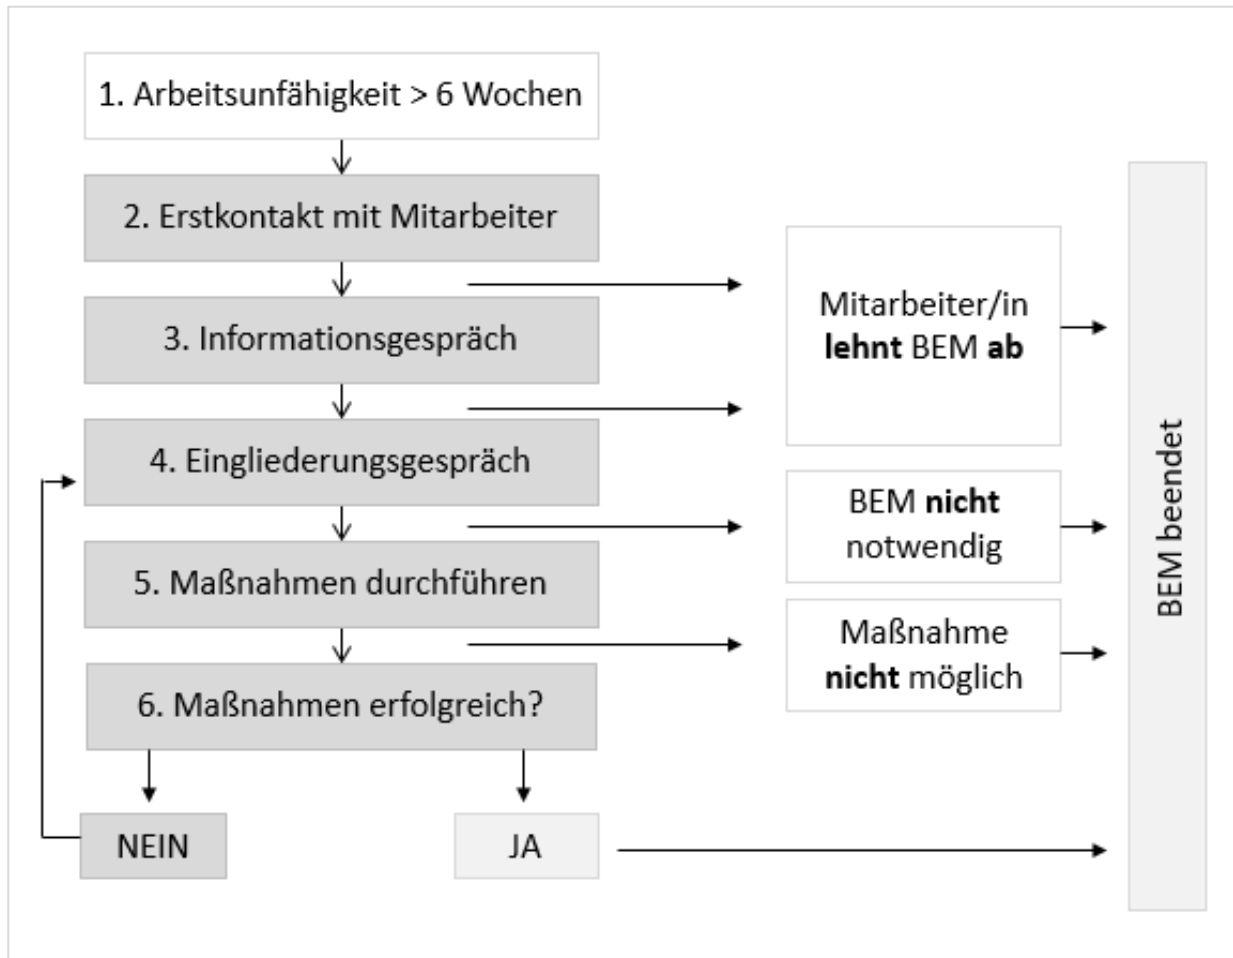 1. Arbeitsunfähigkeit > 6 Wochen
2. Erstkontakt mit Mitarbeiter
3. Informationsgespräch
4. Eingliederungsgespräch
5. Maßnahmen durchführen
6. Maßnahmen erfolgreich?
NEIN
JA
Mitarbeiter/in
lehnt BEM ab
BEM nicht
notwendig
Maßnahme
nicht möglich
BEM beendet